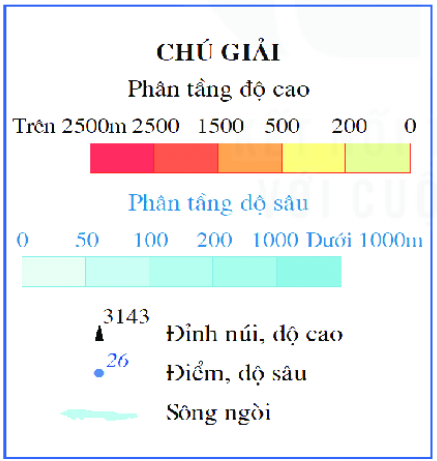 CHÚ GIẢI
Phân tầng độ cao
Trên 2500m 2500 1500 500 200 0
Phân tầng độ sâu
0 50 100 200 1000 Dưới 1000m
3143 Đỉnh núi, độ cao
26 Điểm, độ sâu
Sông ngòi